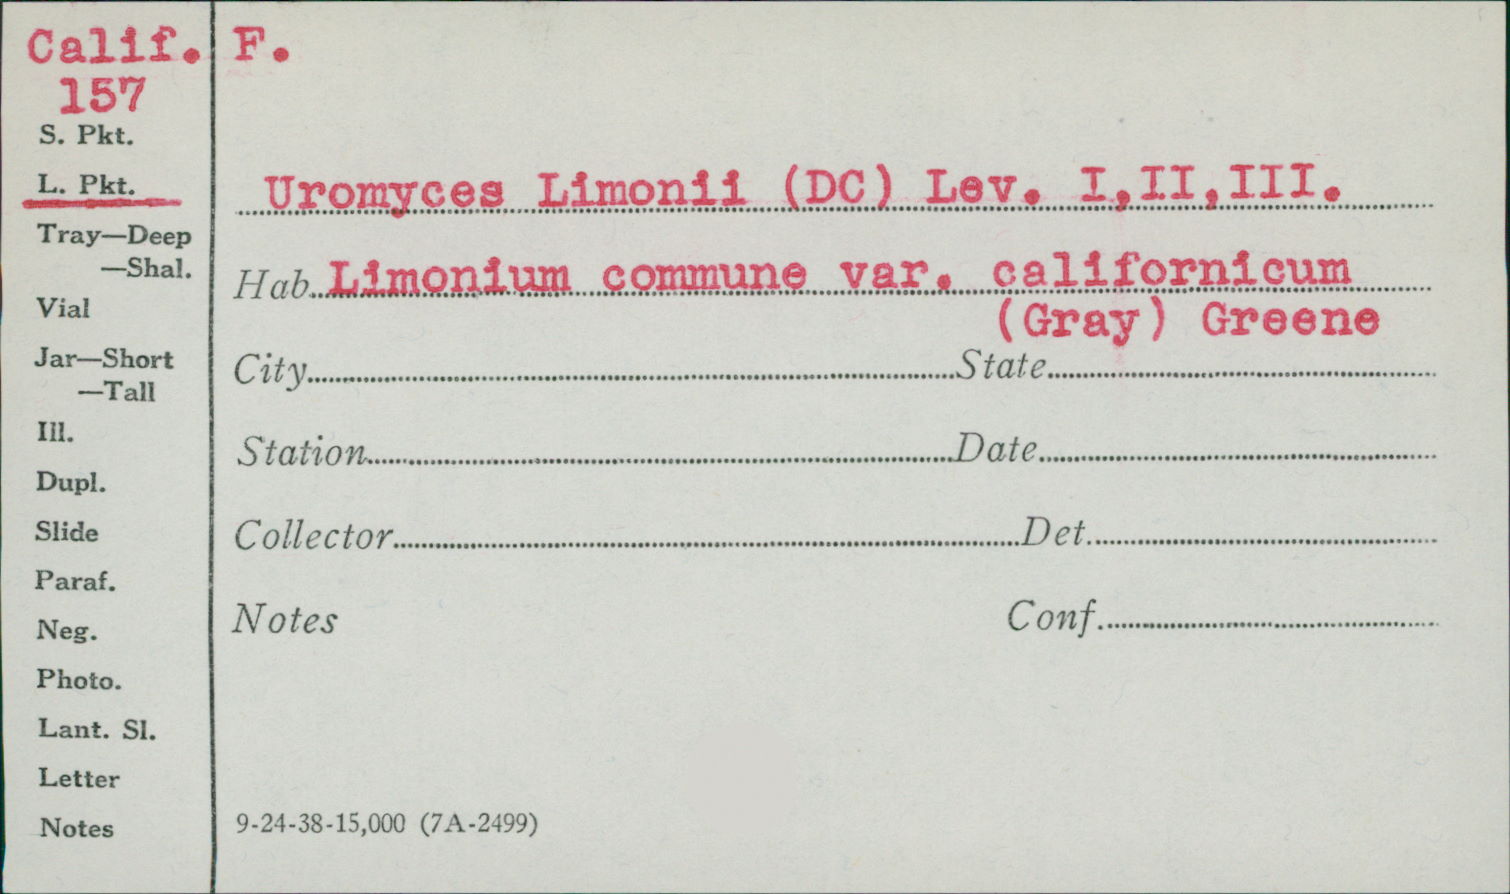 Calif. F.
157
S. Pkt.
L. Pkt.
Tray—Deep
—Shal.
Vial
Jar—Short
—Tall
Ill.
Dupl.
Slide
Paraf.
Neg.
Photo.
Lant. Sl.
Letter
Notes
Uromyces Limonii (DC) Lev. I,II,III.
Hab. Limonium commune var. californicum
(Gray) Greene
City State
Station Date
Collector Det.
Notes Conf.
9-24-38-15,000 (7A-2499)